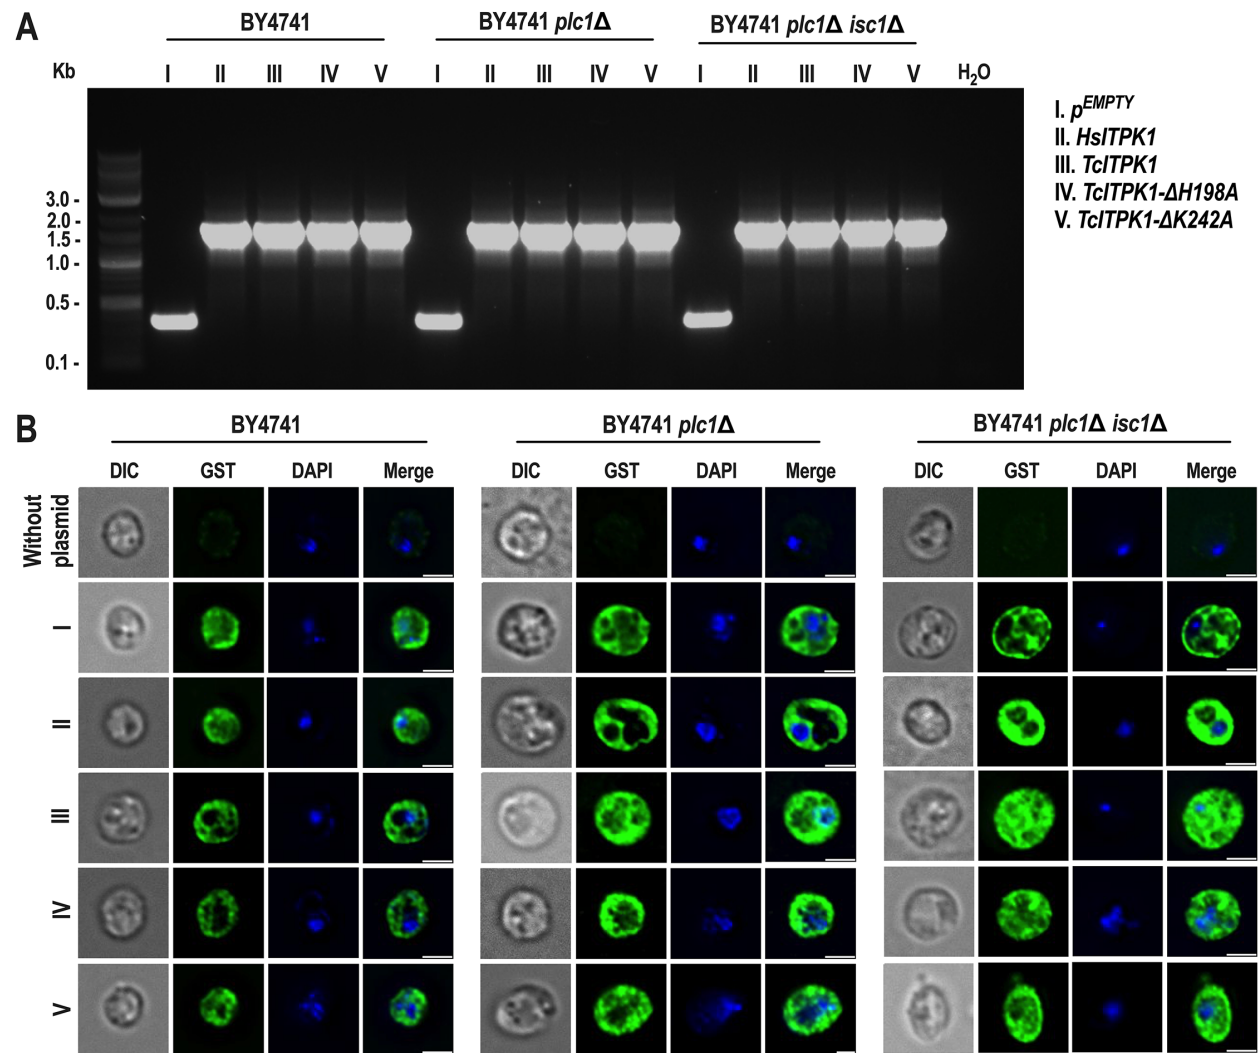 A
BY4741 BY4741 plc1Δ BY4741 plc1Δ isc1Δ
Kb I II III IV V I II III IV V I II III IV V H₂O
I. pEMPTY
II. HsITPK1
III. TcITPK1
IV. TcITPK1-ΔH198A
V. TcITPK1-ΔK242A
3.0 -
2.0 -
1.5 -
1.0 -
0.5 -
0.1 -
B
BY4741 BY4741 plc1Δ BY4741 plc1Δ isc1Δ
DIC GST DAPI Merge DIC GST DAPI Merge DIC GST DAPI Merge
Without
plasmid
I
II
III
IV
V